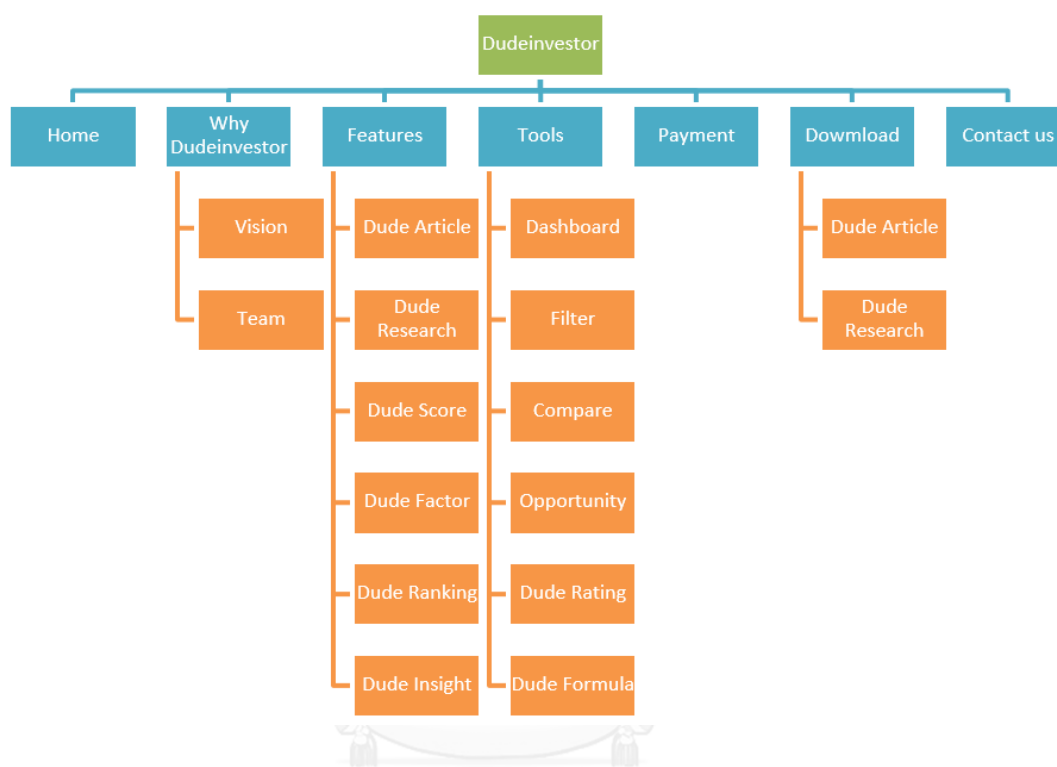 Dudeinvestor
Home
Why
Dudeinvestor
Features
Tools
Payment
Dowmload
Contact us
Vision
Team
Dude Article
Dude
Research
Dude Score
Dude Factor
Dude Ranking
Dude Insight
Dashboard
Filter
Compare
Opportunity
Dude Rating
Dude Formula
Dude Article
Dude
Research